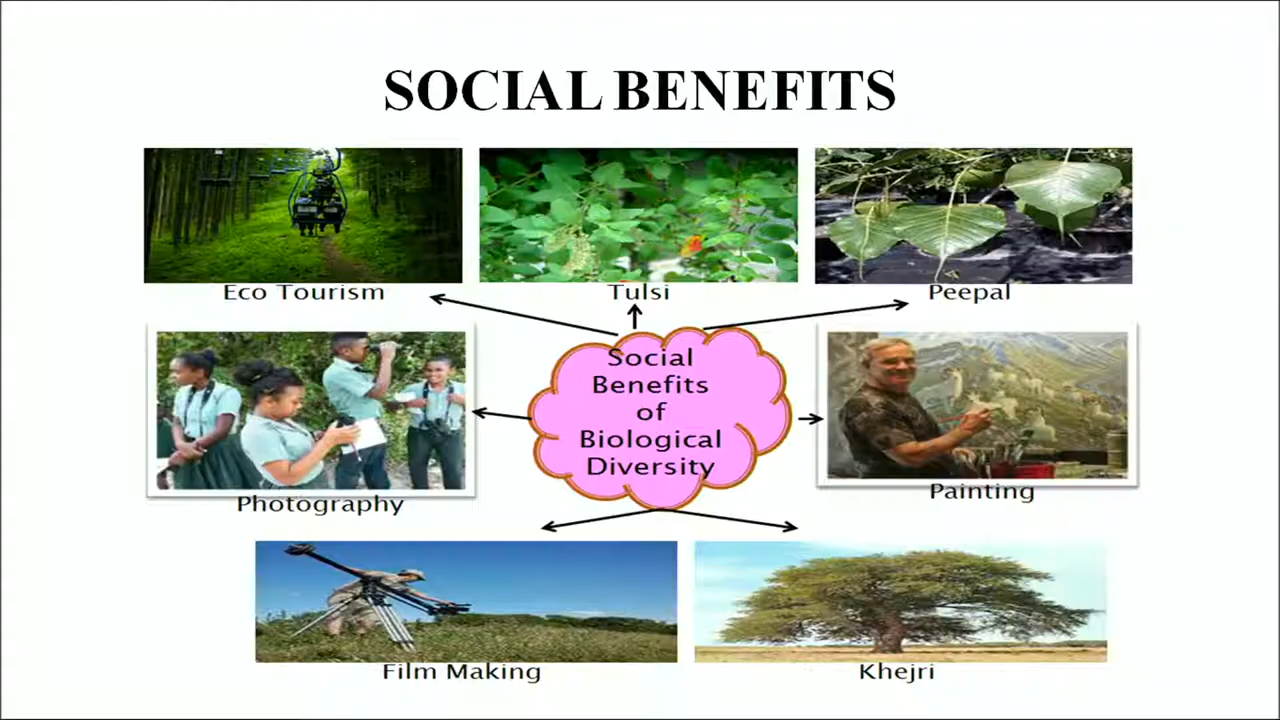 SOCIAL BENEFITS
Eco Tourism
Tulsi
Peepal
Social
Benefits
of
Biological
Diversity
Photography
Painting
Film Making
Khejri